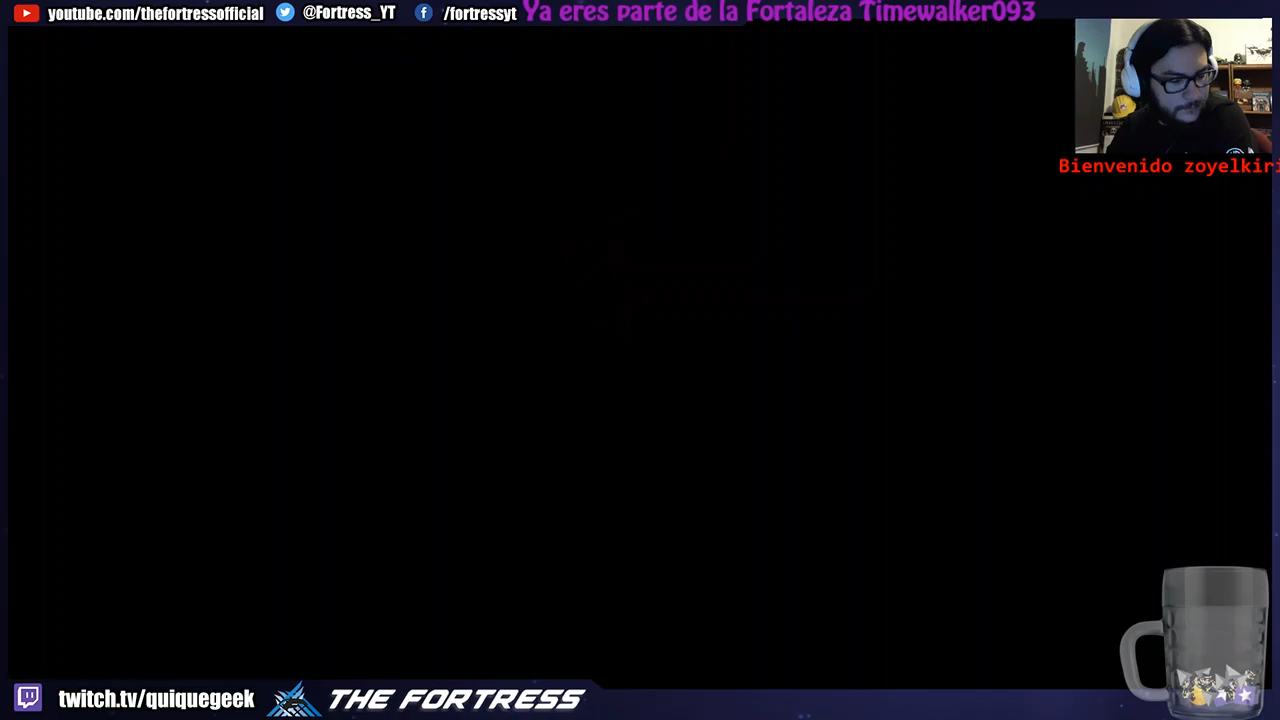 youtube.com/thefortressofficial @Fortress_YT /fortressyt Ya eres parte de la Fortaleza Timewalker093
Bienvenido zoyelkiri
twitch.tv/quiquegeek THE FORTRESS